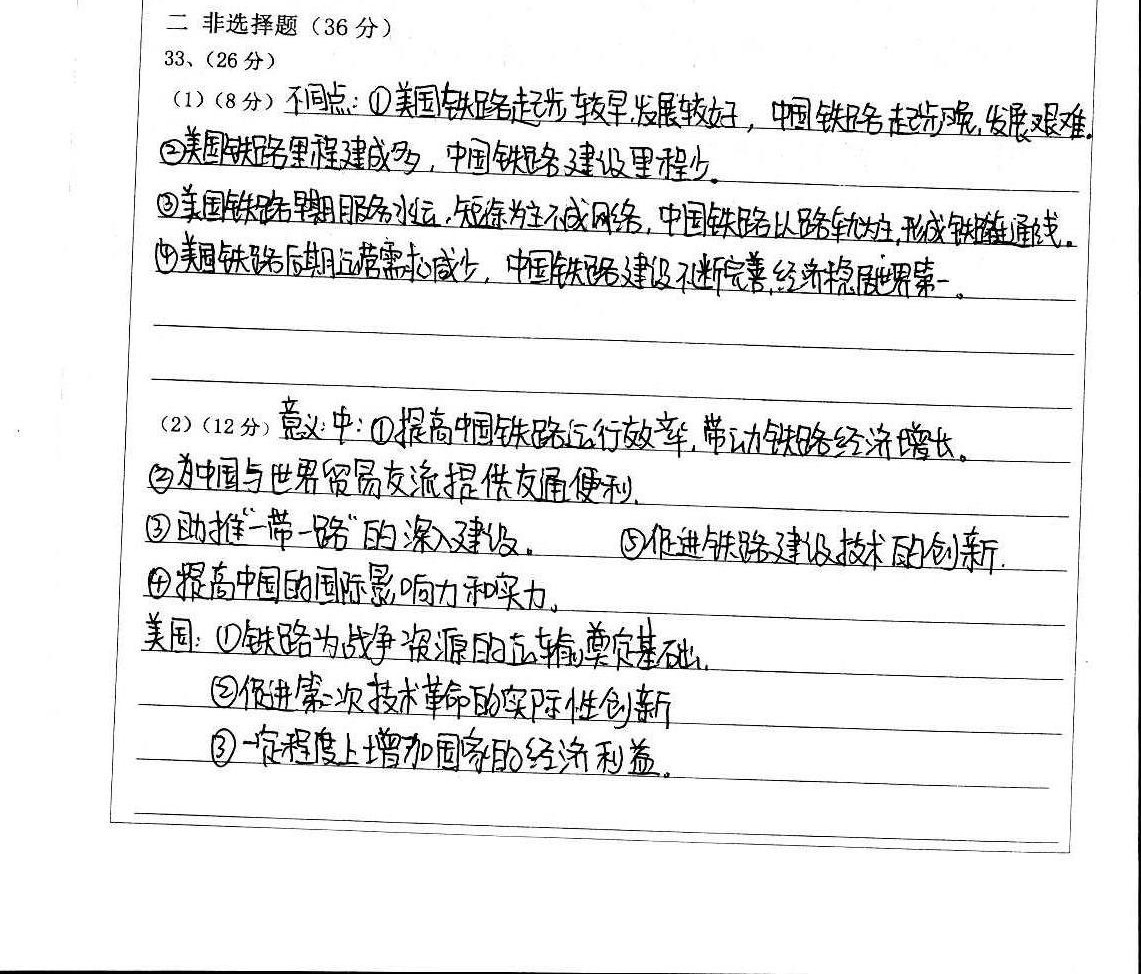 二 非选择题（36 分）
33、（26 分）
（1）（8 分）不同点：①美国铁路起步较早,发展较好，中国铁路起步晚,发展艰难。
②美国铁路里程建成多，中国铁路建设里程少。
③美国铁路早期服务水运,短途为主不成网络，中国铁路以路轨为主,形成铁路连通线。
④美国铁路后期运营需求减少，中国铁路建设不断完善,经济稳居世界第一。
（2）（12 分）意义:中：①提高中国铁路运行效率,带动铁路经济增长。
②为中国与世界贸易交流提供交通便利.
③助推“一带一路”的深入建设。 ⑤促进铁路建设技术的创新.
④提高中国的国际影响力和实力。
美国：①铁路为战争资源的运输奠定基础.
②促进第二次技术革命的实际性创新
③一定程度上增加国家的经济利益。